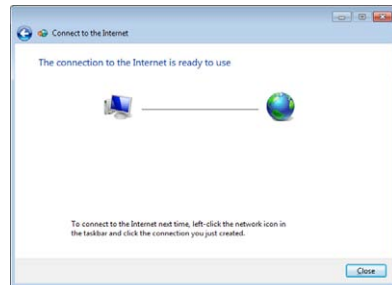 Connect to the Internet
The connection to the Internet is ready to use
To connect to the Internet next time, left-click the network icon in
the taskbar and click the connection you just created.
Close